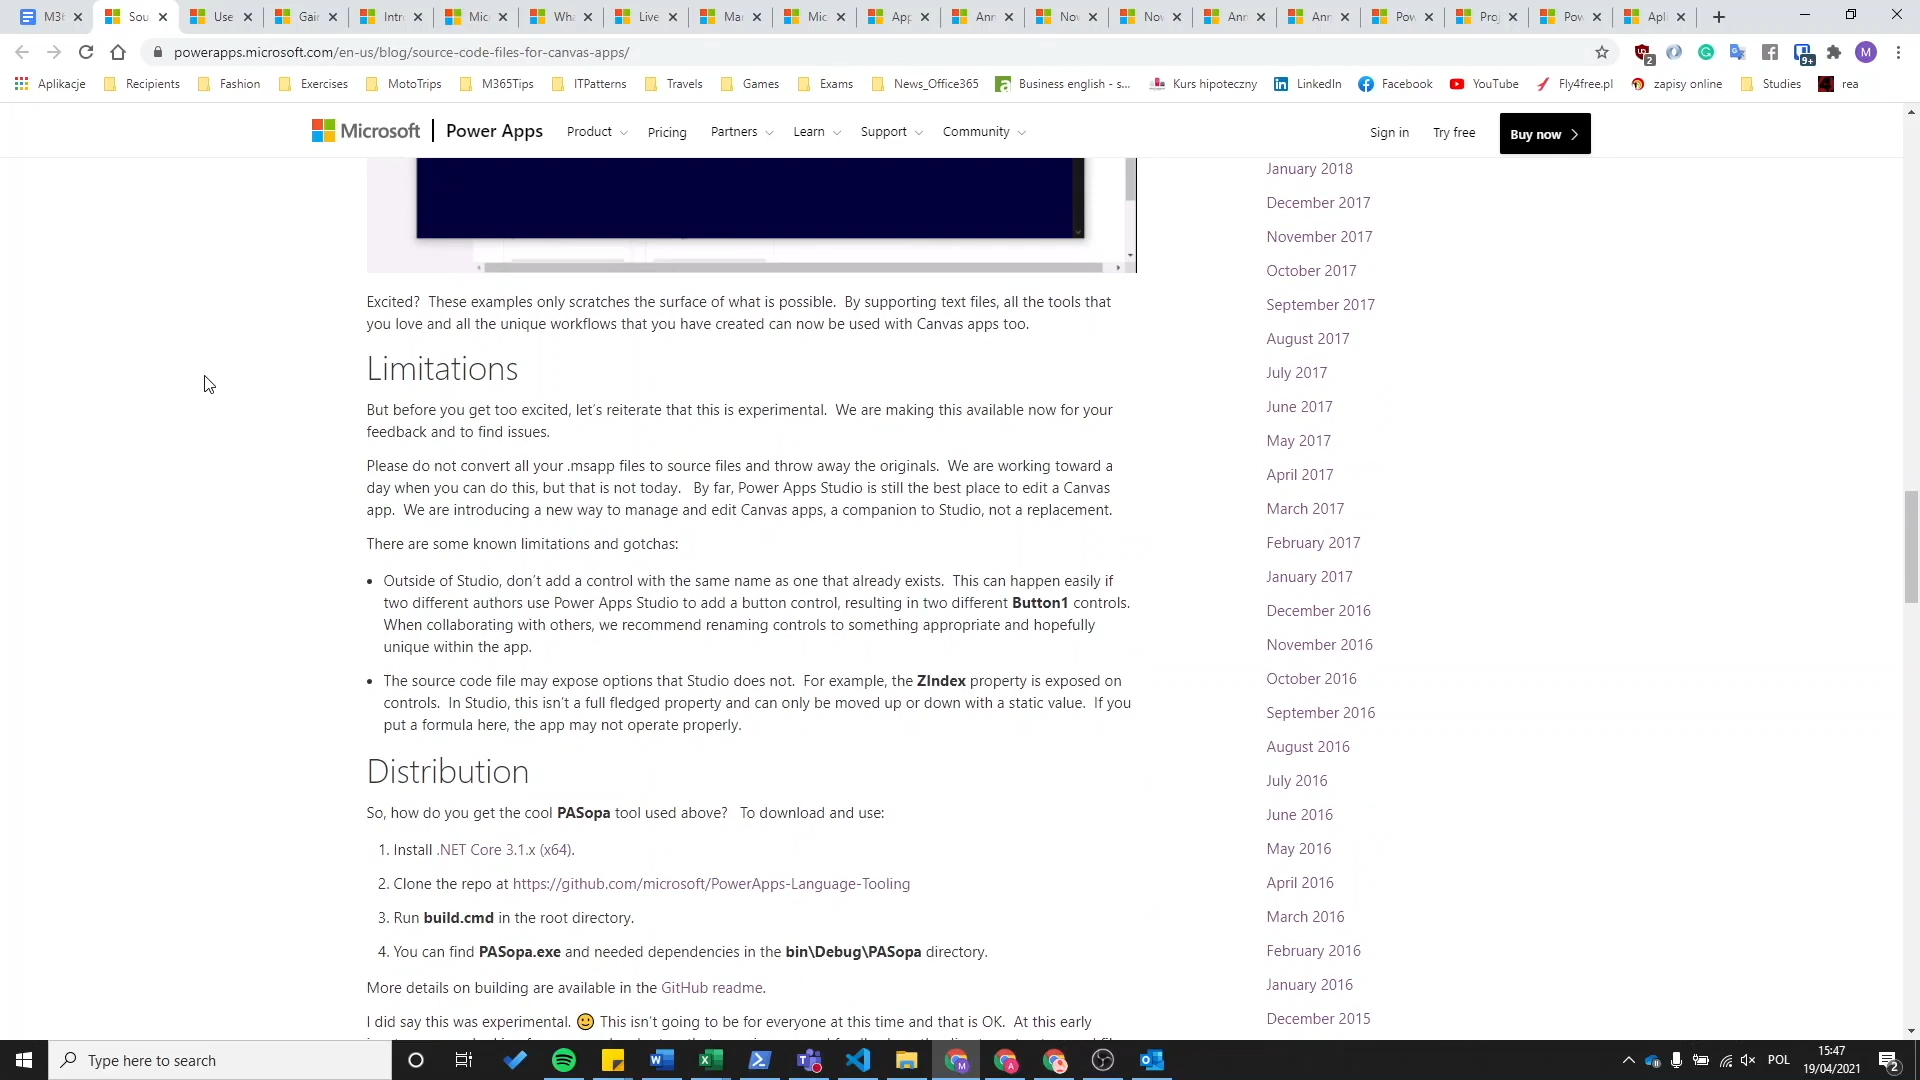 M36
Sou
Use
Gair
Intro
Micr
Wha
Live
Mar
Mic
App
Ann
Nov
Nov
Ann
Ann
Pow
Proj
Pow
Apli
powerapps.microsoft.com/en-us/blog/source-code-files-for-canvas-apps/
2
9+
M
Aplikacje
Recipients
Fashion
Exercises
MotoTrips
M365Tips
ITPatterns
Travels
Games
Exams
News_Office365
Business english - s...
Kurs hipoteczny
LinkedIn
Facebook
YouTube
Fly4free.pl
zapisy online
Studies
rea
Microsoft
Power Apps
Product
Pricing
Partners
Learn
Support
Community
Sign in
Try free
Buy now
Excited? These examples only scratches the surface of what is possible. By supporting text files, all the tools that
you love and all the unique workflows that you have created can now be used with Canvas apps too.
Limitations
But before you get too excited, let's reiterate that this is experimental. We are making this available now for your
feedback and to find issues.
Please do not convert all your .msapp files to source files and throw away the originals. We are working toward a
day when you can do this, but that is not today. By far, Power Apps Studio is still the best place to edit a Canvas
app. We are introducing a new way to manage and edit Canvas apps, a companion to Studio, not a replacement.
There are some known limitations and gotchas:
• Outside of Studio, don't add a control with the same name as one that already exists. This can happen easily if
two different authors use Power Apps Studio to add a button control, resulting in two different Button1 controls.
When collaborating with others, we recommend renaming controls to something appropriate and hopefully
unique within the app.
• The source code file may expose options that Studio does not. For example, the ZIndex property is exposed on
controls. In Studio, this isn't a full fledged property and can only be moved up or down with a static value. If you
put a formula here, the app may not operate properly.
Distribution
So, how do you get the cool PASopa tool used above? To download and use:
1. Install .NET Core 3.1.x (x64).
2. Clone the repo at https://github.com/microsoft/PowerApps-Language-Tooling
3. Run build.cmd in the root directory.
4. You can find PASopa.exe and needed dependencies in the bin\Debug\PASopa directory.
More details on building are available in the GitHub readme.
I did say this was experimental. 🙂 This isn't going to be for everyone at this time and that is OK. At this early
January 2018
December 2017
November 2017
October 2017
September 2017
August 2017
July 2017
June 2017
May 2017
April 2017
March 2017
February 2017
January 2017
December 2016
November 2016
October 2016
September 2016
August 2016
July 2016
June 2016
May 2016
April 2016
March 2016
February 2016
January 2016
December 2015
Type here to search
POL
15:47
19/04/2021
2